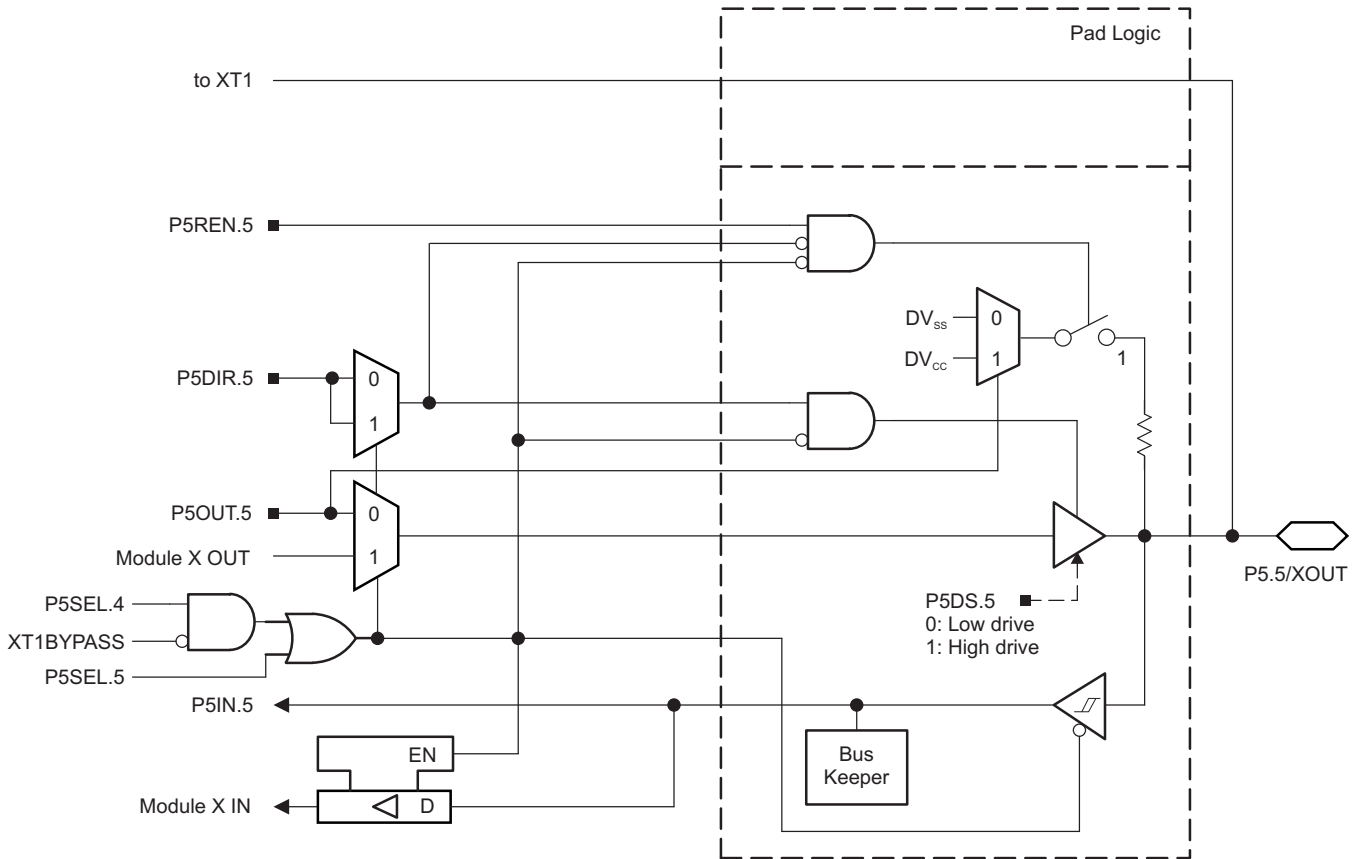 Pad Logic
to XT1
P5REN.5
DVSS
0
DVCC
1
1
P5DIR.5
0
1
P5OUT.5
0
Module X OUT
1
P5.5/XOUT
P5SEL.4
P5DS.5
0: Low drive
1: High drive
XT1BYPASS
P5SEL.5
P5IN.5
EN
Bus
Keeper
Module X IN
D